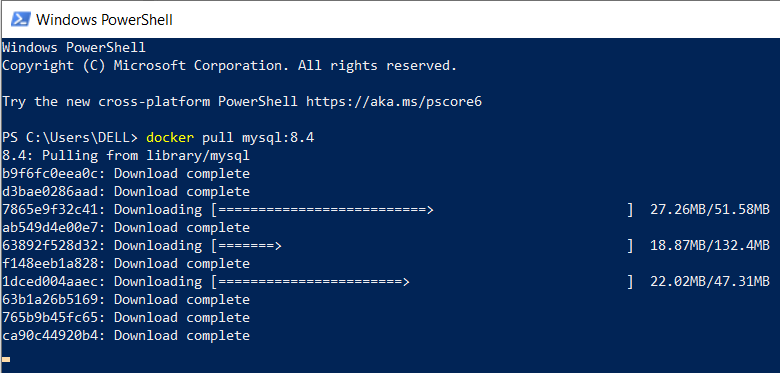 Windows PowerShell
Windows PowerShell
Copyright (C) Microsoft Corporation. All rights reserved.
Try the new cross-platform PowerShell https://aka.ms/pscore6
PS C:\Users\DELL> docker pull mysql:8.4
8.4: Pulling from library/mysql
b9f6fc0eea0c: Download complete
d3bae0286aad: Download complete
7865e9f32c41: Downloading [==========================>                         ]  27.26MB/51.58MB
ab549d4e00e7: Download complete
63892f528d32: Downloading [=======>                                            ]  18.87MB/132.4MB
f148eeb1a828: Download complete
1dced004aaec: Downloading [=======================>                            ]  22.02MB/47.31MB
63b1a26b5169: Download complete
765b9b45fc65: Download complete
ca90c44920b4: Download complete